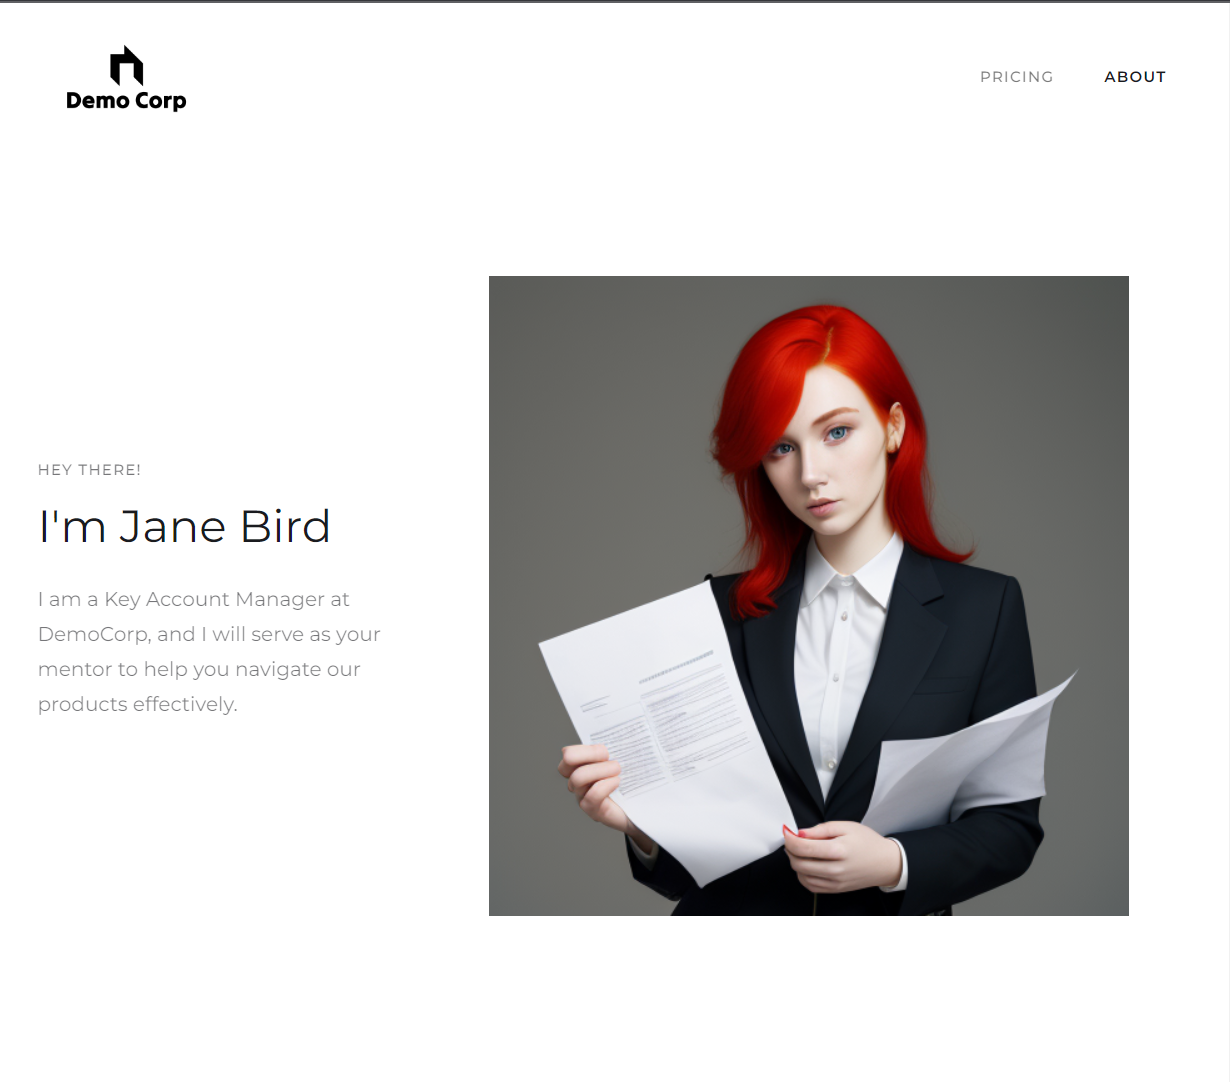 Demo Corp
PRICING
ABOUT
HEY THERE!
I'm Jane Bird
I am a Key Account Manager at
DemoCorp, and I will serve as your
mentor to help you navigate our
products effectively.